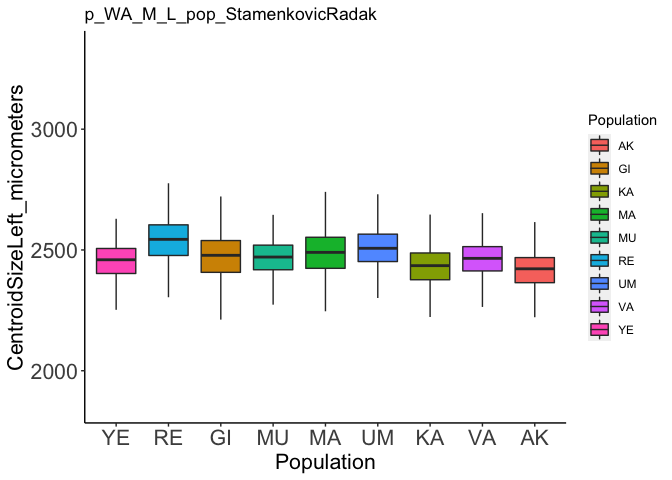 p_WA_M_L_pop_StamenkovicRadak
CentroidSizeLeft_micrometers
3000
2500
2000
YE RE GI MU MA UM KA VA AK
Population
Population
AK
GI
KA
MA
MU
RE
UM
VA
YE